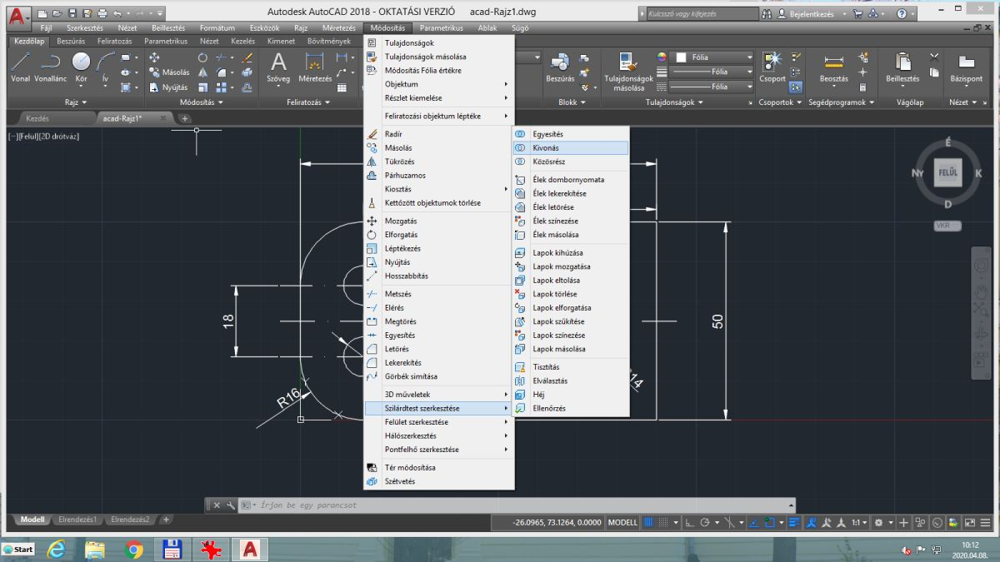 Autodesk AutoCAD 2018 - OKTATÁSI VERZIÓ acad-Rajz1.dwg
Kulcsszó vagy kifejezés
Bejelentkezés
Fájl Szerkesztés Nézet Beillesztés Formátum Eszközök Rajz Méretezés Módosítás Parametrikus Ablak Súgó
Kezdőlap Beszúrás Feliratozás Parametrikus Nézet Kezelés Kimenet Bővítmények
Vonal Vonallánc Kör Ív
Másolás
Nyújtás
Szöveg Méretezés
Beszúrás
Tulajdonságok másolása
Fólia
Fólia
Fólia
Csoport
Beosztás
Beillesztés
Bázispont
Rajz Módosítás Feliratozás Blokk Tulajdonságok Csoportok Segédprogramok Vágólap Nézet
Kezdés acad-Rajz1*
[−][Felül][2D drótváz]
Tulajdonságok
Tulajdonságok másolása
Módosítás Fólia értékre
Objektum
Részlet kiemelése
Feliratozási objektum léptéke
Radír
Másolás
Tükrözés
Párhuzamos
Kiosztás
Kettőzött objektumok törlése
Mozgatás
Elforgatás
Léptékezés
Nyújtás
Hosszabbítás
Metszés
Elérés
Megtörés
Egyesítés
Letörés
Lekerekítés
Görbék simítása
3D műveletek
Szilárdtest szerkesztése
Felület szerkesztése
Hálószerkesztés
Pontfelhő szerkesztése
Tér módosítása
Szétvetés
Egyesítés
Kivonás
Közösrész
Élek dombornyomata
Élek lekerekítése
Élek letörése
Élek színezése
Élek másolása
Lapok kihúzása
Lapok mozgatása
Lapok eltolása
Lapok törlése
Lapok elforgatása
Lapok szűkítése
Lapok színezése
Lapok másolása
Tisztítás
Elválasztás
Héj
Ellenőrzés
É
Ny FELÜL K
D
VKR
18
R16
50
14
Írjon be egy parancsot
Modell Elrendezés1 Elrendezés2
-26.0965, 73.1264, 0.0000 MODELL
1:1
Start
10:12
2020.04.08.